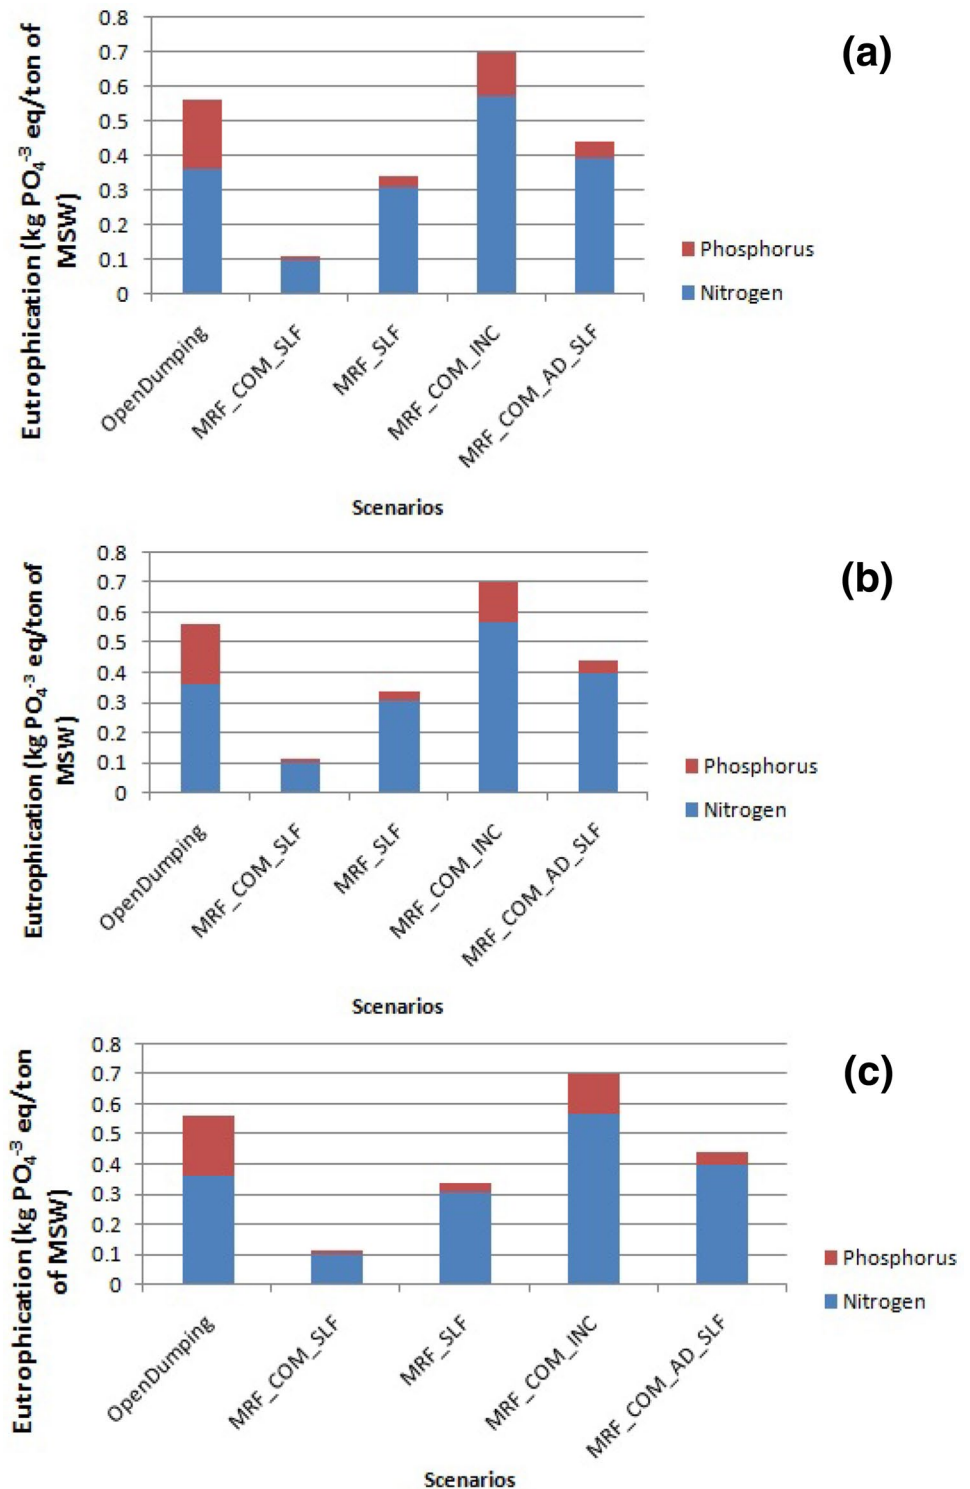 (a)
Eutrophication (kg PO4-3 eq/ton of
MSW)
0.8
0.7
0.6
0.5
0.4
0.3
0.2
0.1
0
OpenDumping
MRF_COM_SLF
MRF_SLF
MRF_COM_INC
MRF_COM_AD_SLF
Scenarios
Phosphorus
Nitrogen
(b)
Eutrophication (kg PO4-3 eq/ton of
MSW)
0.8
0.7
0.6
0.5
0.4
0.3
0.2
0.1
0
OpenDumping
MRF_COM_SLF
MRF_SLF
MRF_COM_INC
MRF_COM_AD_SLF
Scenarios
Phosphorus
Nitrogen
(c)
Eutrophication (kg PO4-3 eq/ton
of MSW)
0.8
0.7
0.6
0.5
0.4
0.3
0.2
0.1
0
OpenDumping
MRF_COM_SLF
MRF_SLF
MRF_COM_INC
MRF_COM_AD_SLF
Scenarios
Phosphorus
Nitrogen